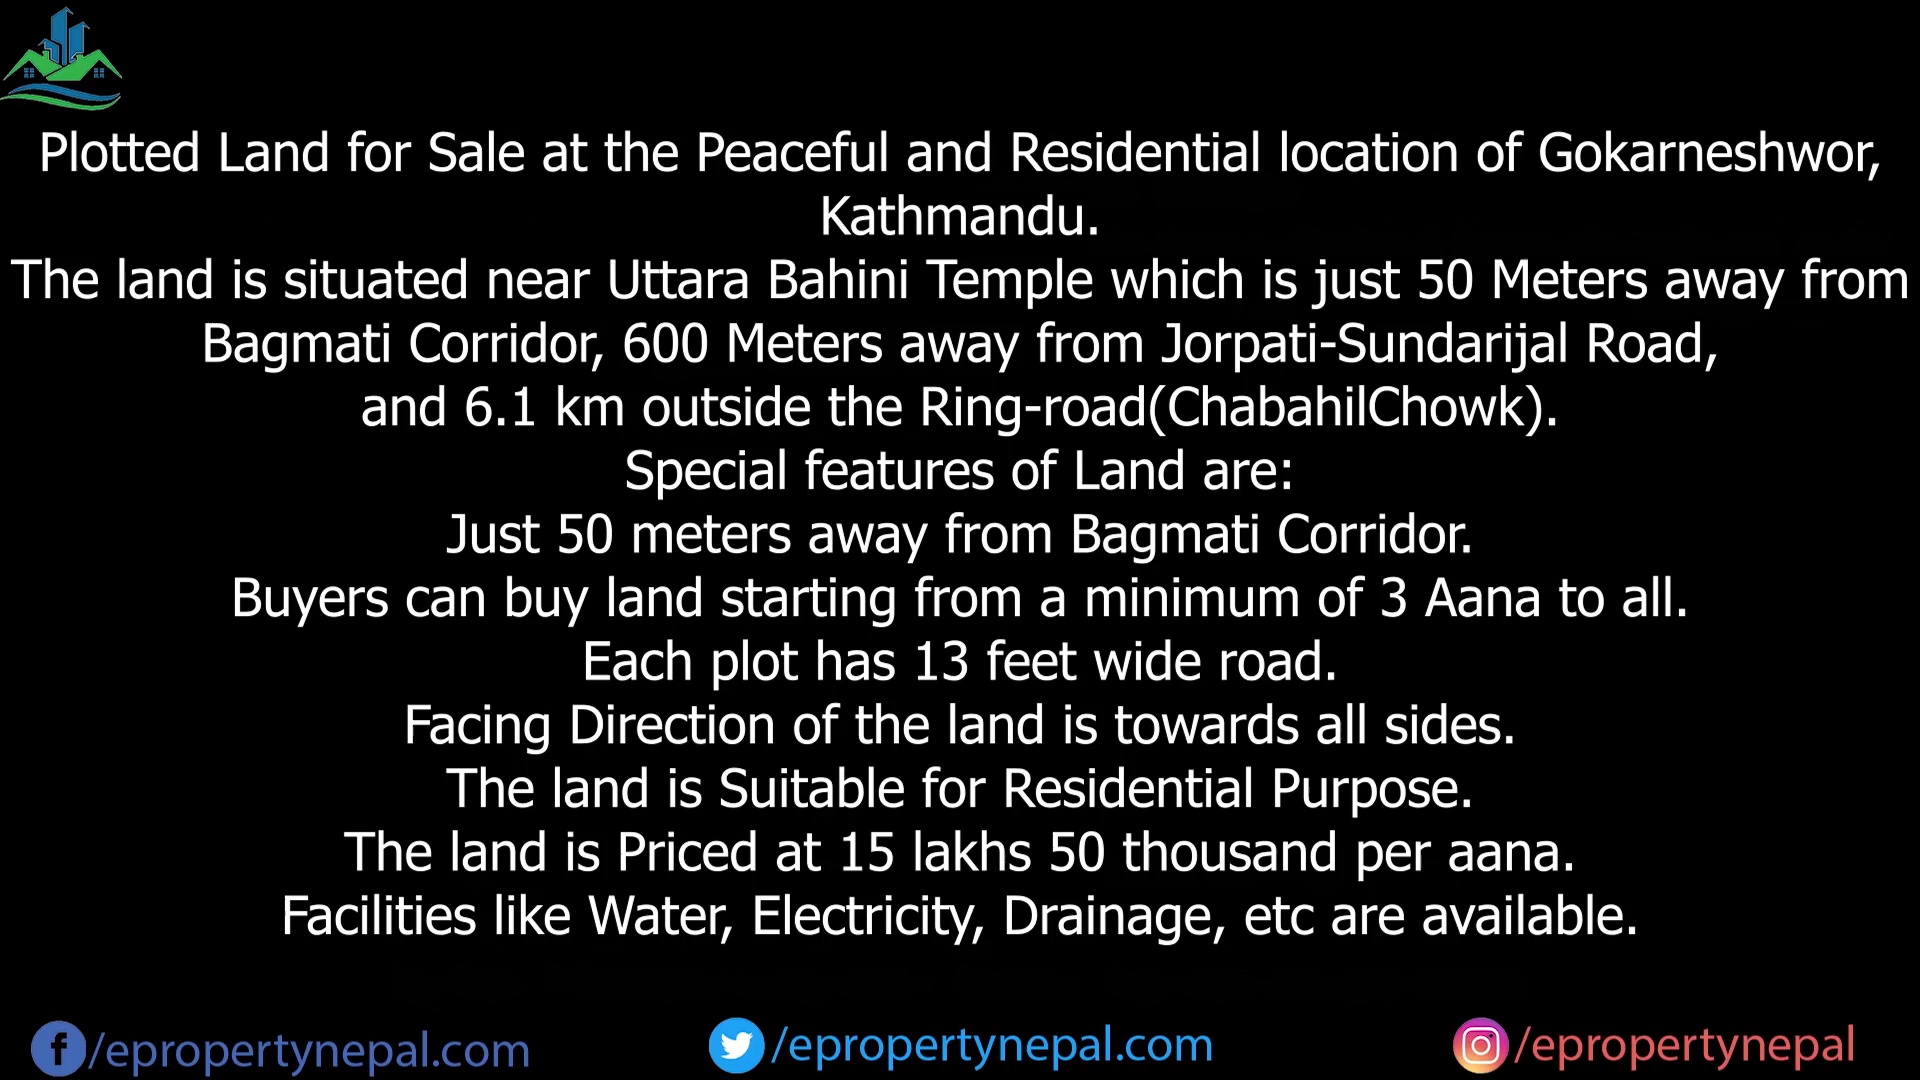 Plotted Land for Sale at the Peaceful and Residential location of Gokarneshwor,
Kathmandu.
The land is situated near Uttara Bahini Temple which is just 50 Meters away from
Bagmati Corridor, 600 Meters away from Jorpati-Sundarijal Road,
and 6.1 km outside the Ring-road(ChabahilChowk).
Special features of Land are:
Just 50 meters away from Bagmati Corridor.
Buyers can buy land starting from a minimum of 3 Aana to all.
Each plot has 13 feet wide road.
Facing Direction of the land is towards all sides.
The land is Suitable for Residential Purpose.
The land is Priced at 15 lakhs 50 thousand per aana.
Facilities like Water, Electricity, Drainage, etc are available.
/epropertynepal.com
/epropertynepal.com
/epropertynepal